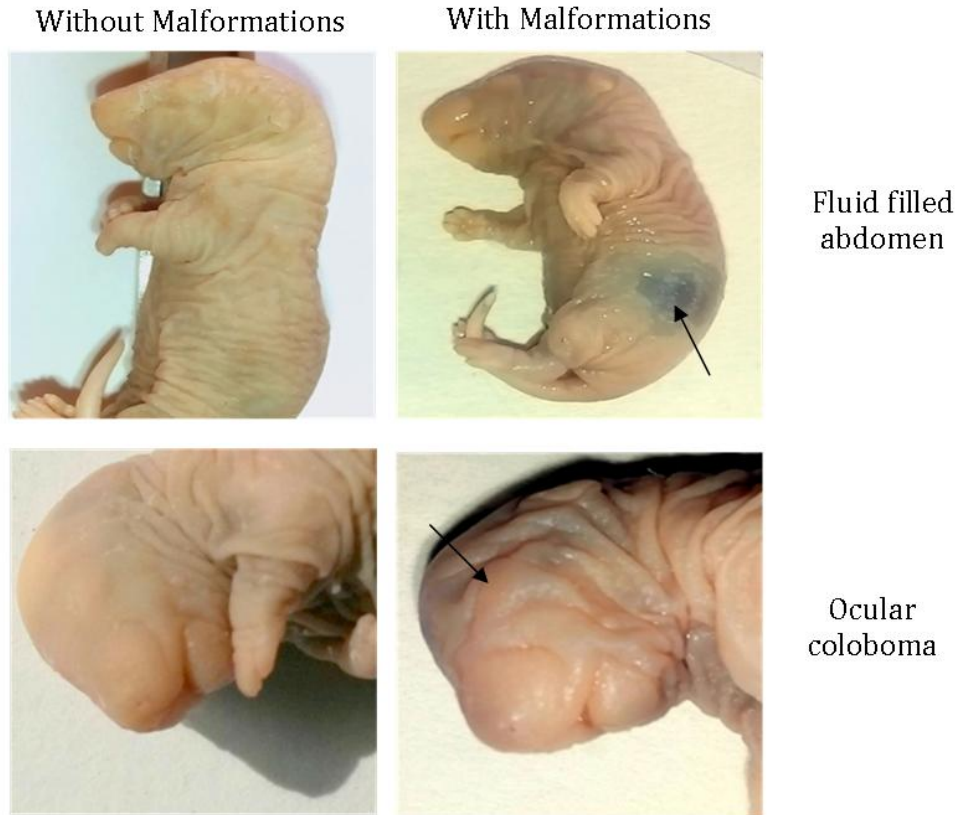 Without Malformations
With Malformations
Fluid filled
abdomen
Ocular
coloboma